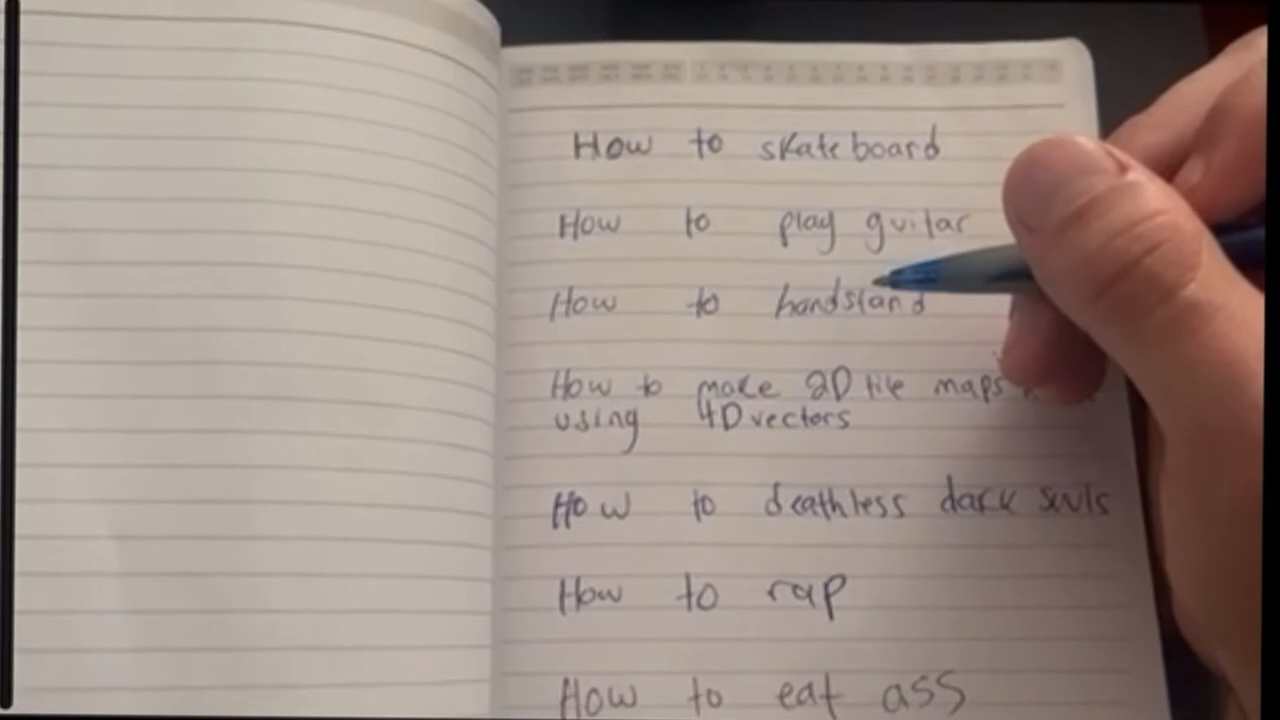 How to skateboard
How to play guitar
How to handstand
How to make 2D tile maps
using 4D vectors
How to deathless dark souls
How to rap
How to eat ass